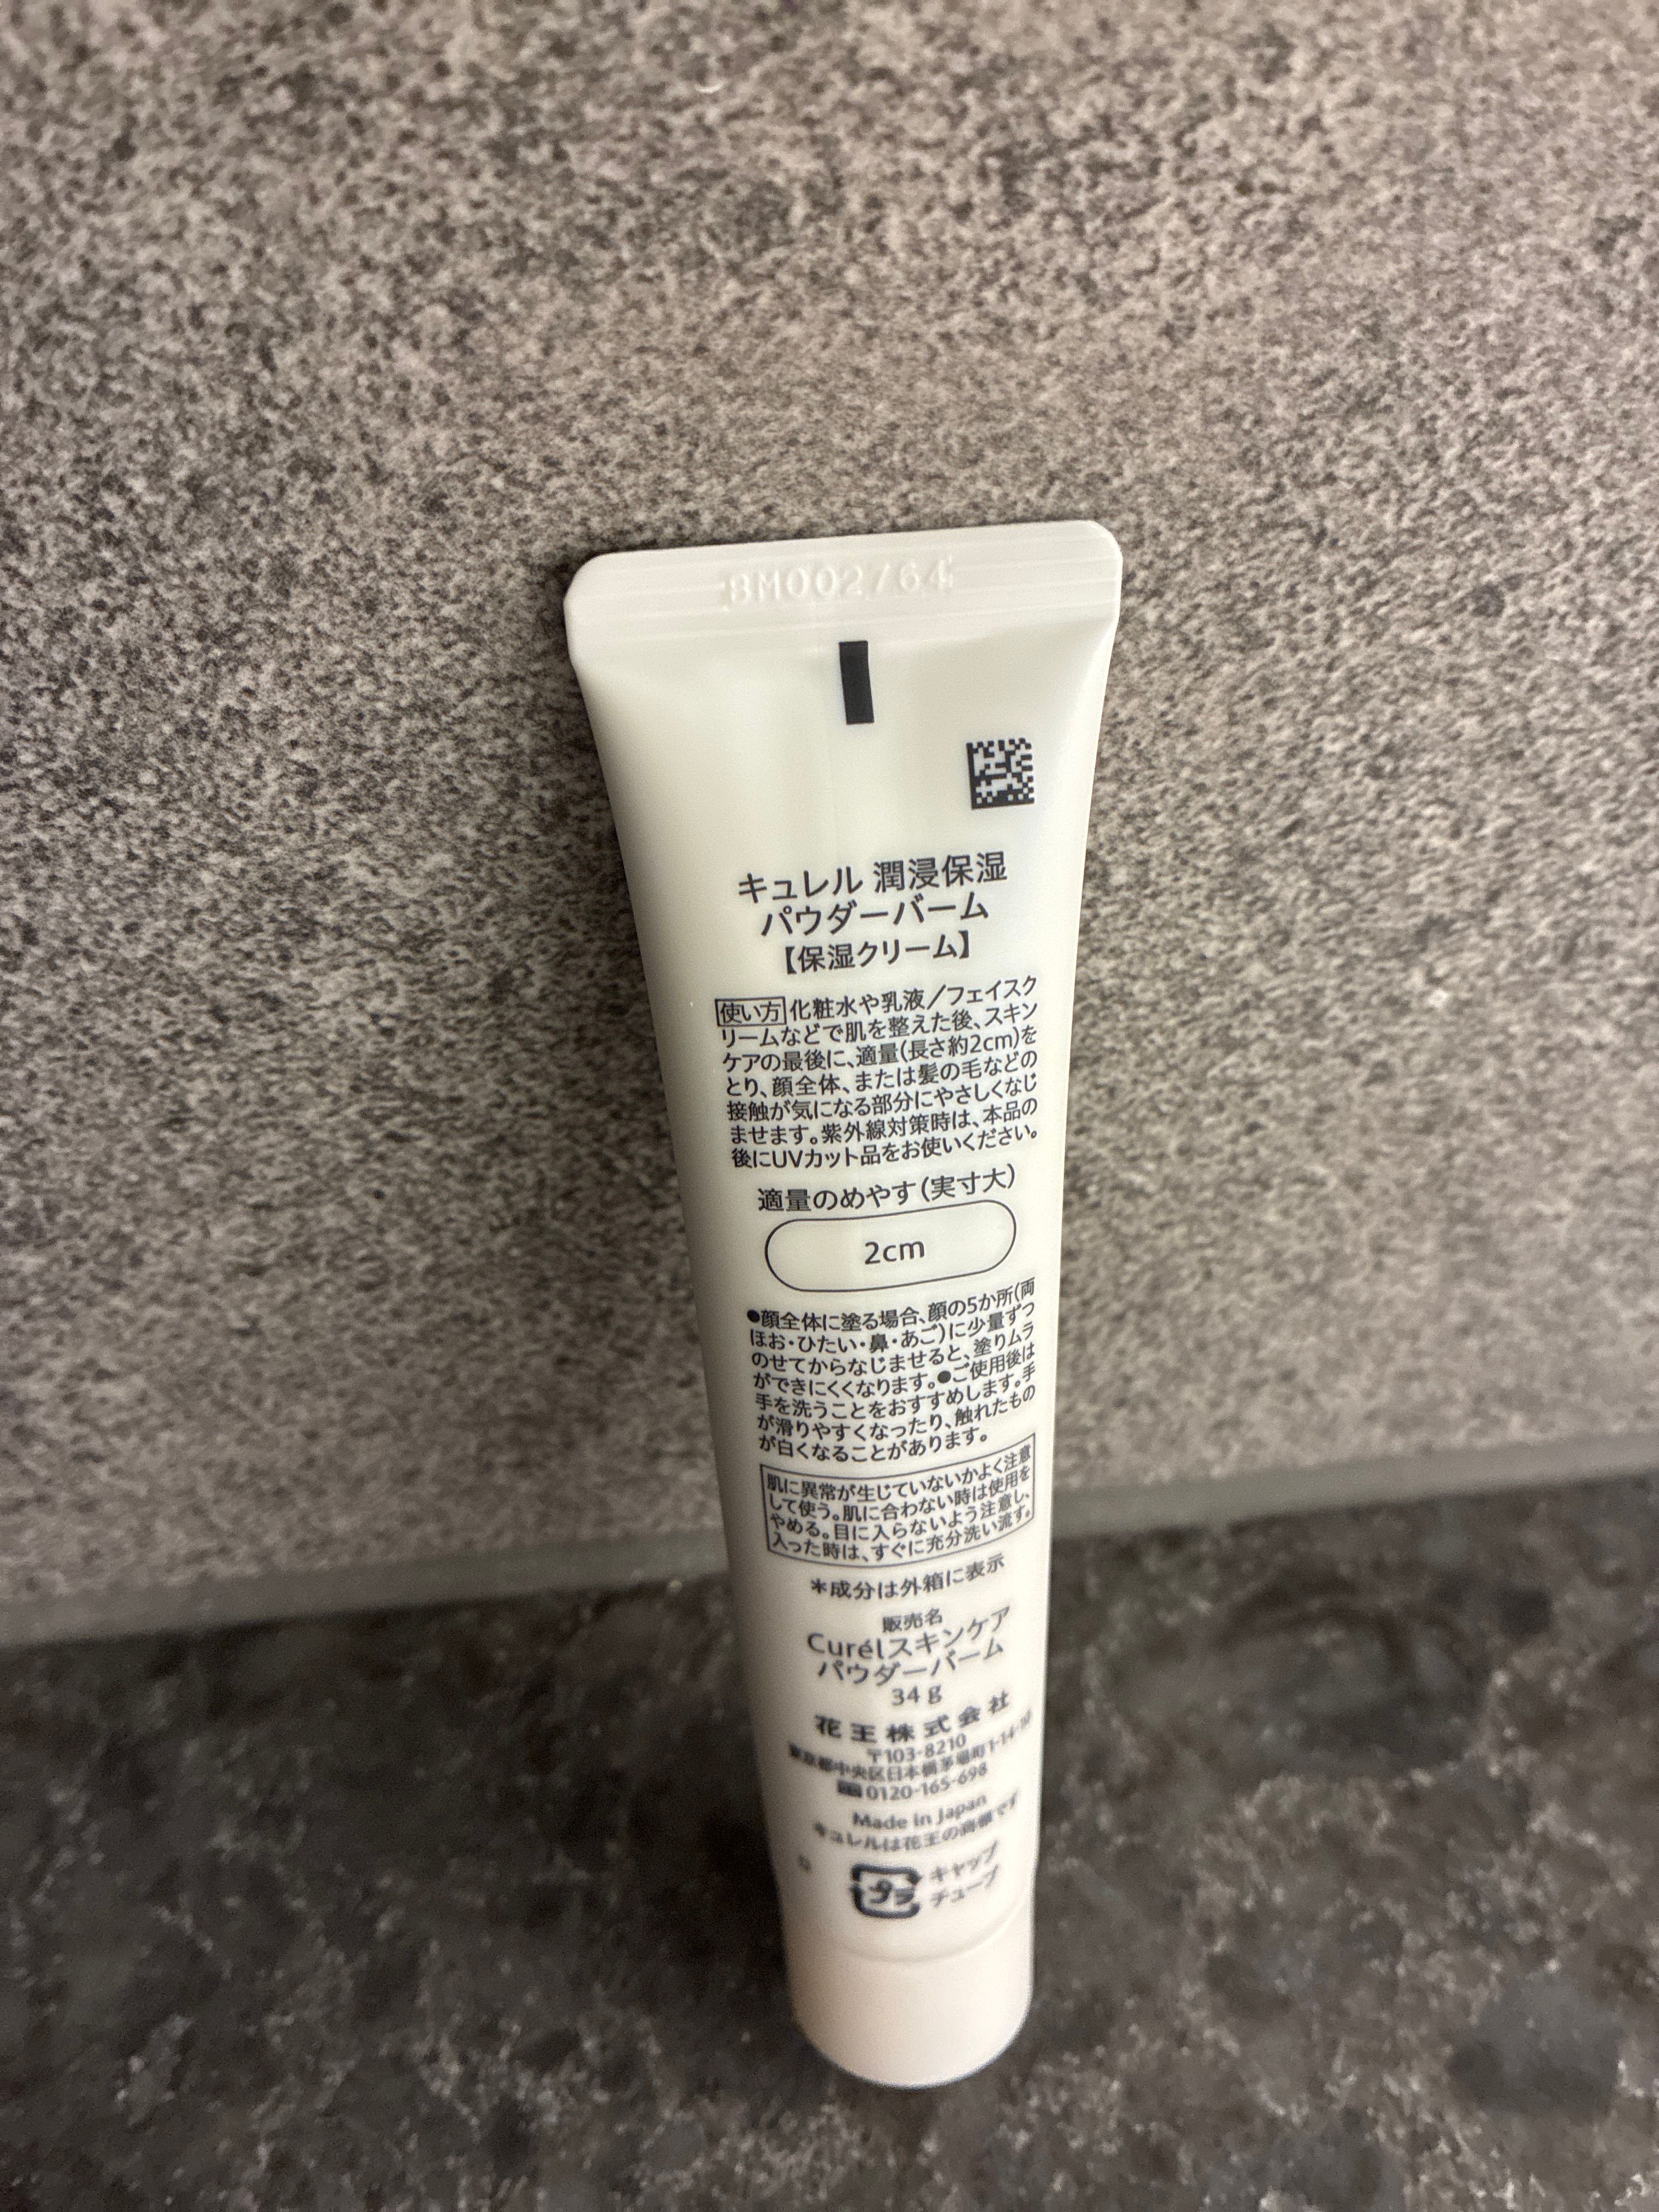 BM002764
キュレル 潤浸保湿
パウダーバーム
【保湿クリーム】
使い方 化粧水や乳液／フェイスク
リームなどで肌を整えた後、スキン
ケアの最後に、適量(長さ約2cm)を
とり、顔全体、または髪の毛などの
接触が気になる部分にやさしくなじ
ませます。紫外線対策時は、本品の
後にUVカット品をお使いください。
適量のめやす(実寸大)
2cm
●顔全体に塗る場合、顔の5か所(両
ほお・ひたい・鼻・あご)に少量ずつ
のせてからなじませると、塗りムラ
ができにくくなります。●ご使用後は
手を洗うことをおすすめします。手
が滑りやすくなったり、触れたもの
が白くなることがあります。
肌に異常が生じていないかよく注意
して使う。肌に合わない時は使用を
やめる。目に入らないよう注意し、
入った時は、すぐに充分洗い流す。
＊成分は外箱に表示
販売名
Curélスキンケア
パウダーバーム
34 g
花王株式会社
〒103-8210
東京都中央区日本橋茅場町1-14-10
0120-165-698
Made in Japan
キュレルは花王の商標です
プラ
キャップ
チューブ